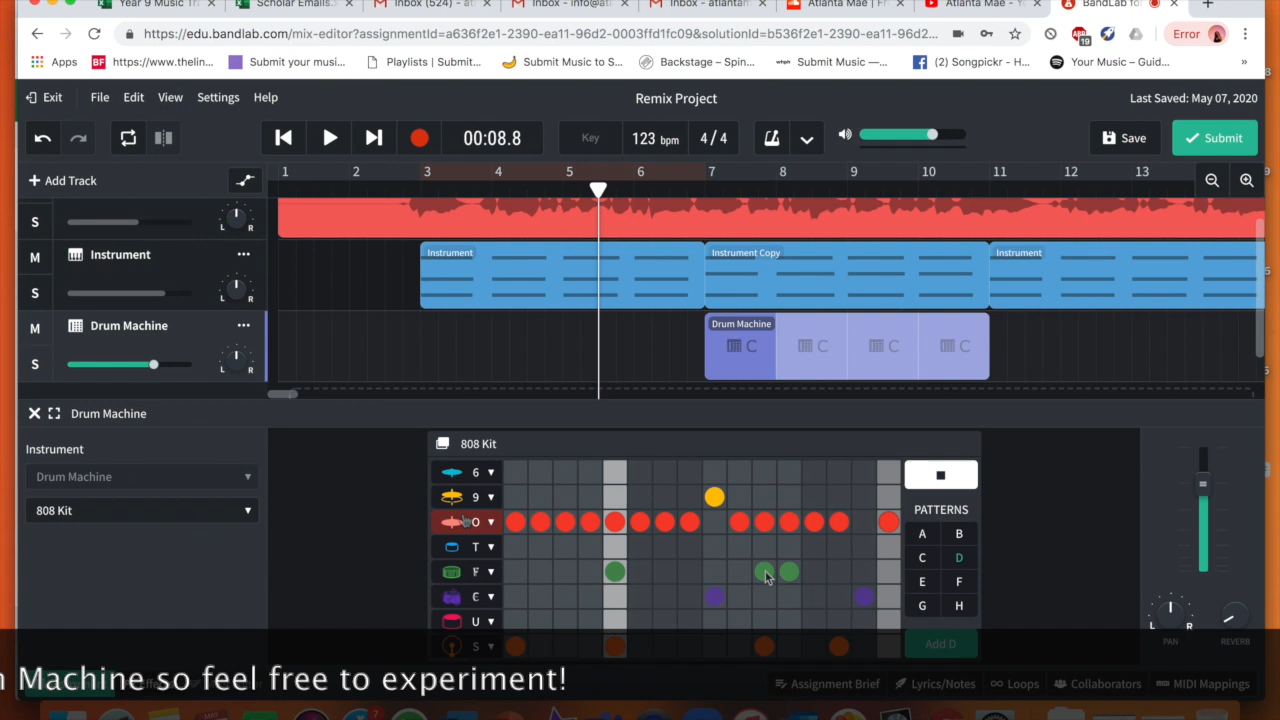 Year 9 Music Tr Scholar Emails. Inbox (524) Inbox - info@at Inbox - atlantam Atlanta Mae | Fr Atlanta Mae - Yo BandLab for
https://edu.bandlab.com/mix-editor?assignmentId=a636f2e1-2390-ea11-96d2-0003ffd1fc09&solutionId=b536f2e1-2390-ea11-96d2... ABP 19 Error
Apps BF https://www.thelin... Submit your musi... Playlists | Submit... Submit Music to S... Backstage – Spin... Submit Music —... (2) Songpickr - H... Your Music – Guid... »
Exit File Edit View Settings Help Remix Project Last Saved: May 07, 2020
00:08.8 Key 123 bpm 4 / 4 Save Submit
+ Add Track 1 2 3 4 5 6 7 8 9 10 11 12 13
S L R
M Instrument ... Instrument Instrument Copy Instrument
S L R
M Drum Machine ... Drum Machine
S L R C C C C
Drum Machine
Instrument 808 Kit
Drum Machine 6
808 Kit 9 PATTERNS
O A B
T C D
F E F
C G H
U L R PAN REVERB
S Add D
Machine so feel free to experiment!
Assignment Brief Lyrics/Notes Loops Collaborators MIDI Mappings